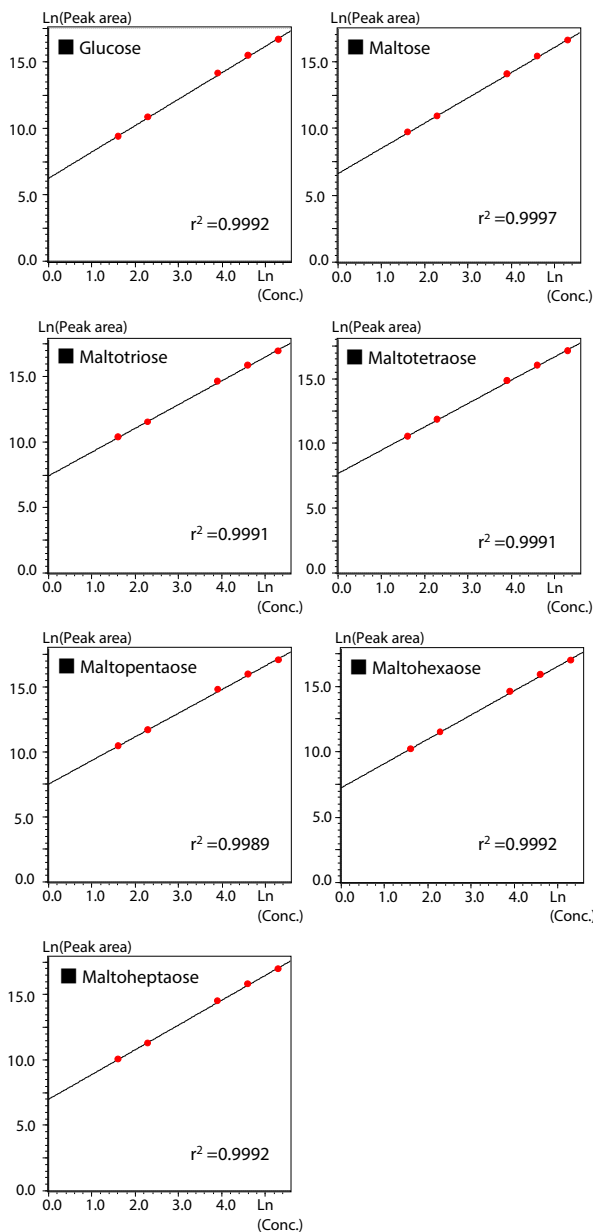 Ln(Peak area)
■ Glucose
15.0
10.0
5.0
0.0
r² =0.9992
0.0 1.0 2.0 3.0 4.0 Ln
(Conc.)
Ln(Peak area)
■ Maltose
15.0
10.0
5.0
0.0
r² =0.9997
0.0 1.0 2.0 3.0 4.0 Ln
(Conc.)
Ln(Peak area)
■ Maltotriose
15.0
10.0
5.0
0.0
r² =0.9991
0.0 1.0 2.0 3.0 4.0 Ln
(Conc.)
Ln(Peak area)
■ Maltotetraose
15.0
10.0
5.0
0.0
r² =0.9991
0.0 1.0 2.0 3.0 4.0 Ln
(Conc.)
Ln(Peak area)
■ Maltopentaose
15.0
10.0
5.0
0.0
r² =0.9989
0.0 1.0 2.0 3.0 4.0 Ln
(Conc.)
Ln(Peak area)
■ Maltohexaose
15.0
10.0
5.0
0.0
r² =0.9992
0.0 1.0 2.0 3.0 4.0 Ln
(Conc.)
Ln(Peak area)
■ Maltoheptaose
15.0
10.0
5.0
0.0
r² =0.9992
0.0 1.0 2.0 3.0 4.0 Ln
(Conc.)